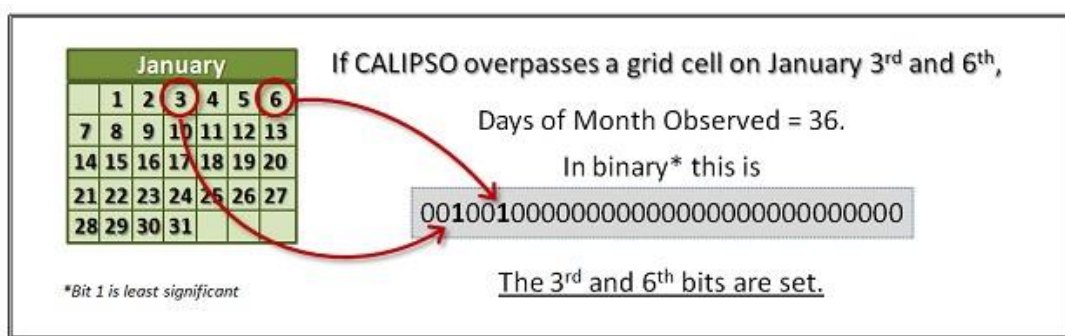 January
1 2 3 4 5 6
7 8 9 10 11 12 13
14 15 16 17 18 19 20
21 22 23 24 25 26 27
28 29 30 31
*Bit 1 is least significant
If CALIPSO overpasses a grid cell on January 3rd and 6th,
Days of Month Observed = 36.
In binary* this is
00100100000000000000000000000000
The 3rd and 6th bits are set.